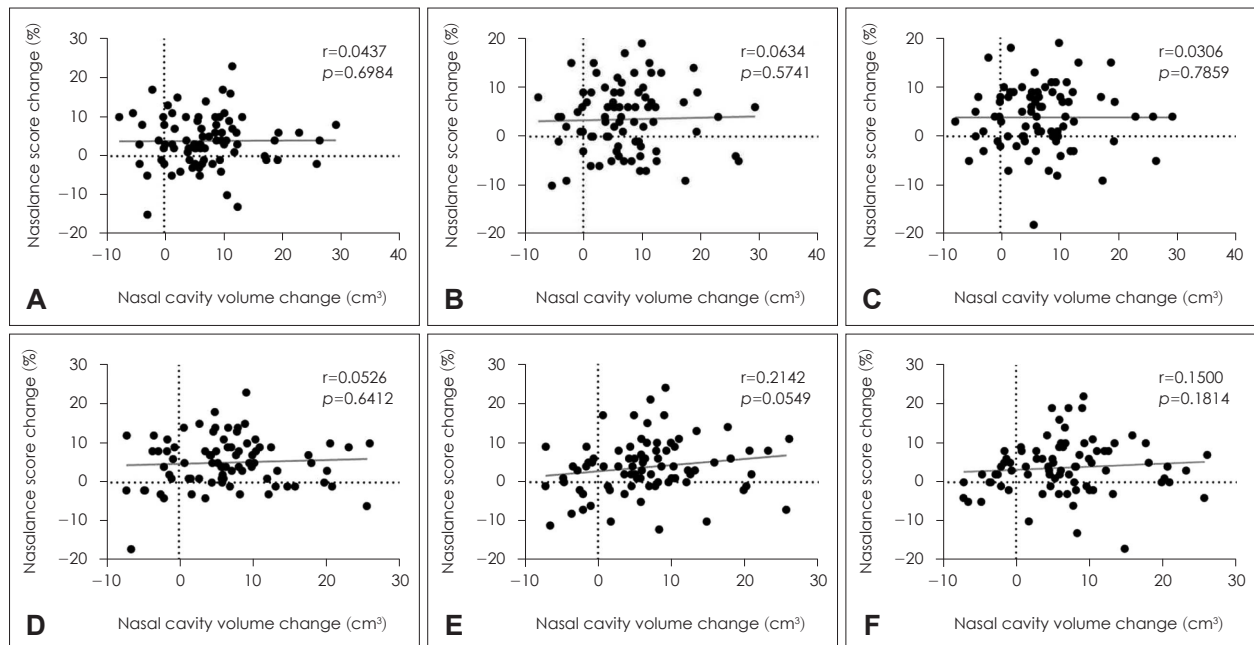 Nasalance score change (%)
30
20
10
0
−10
−20
r=0.0437
p=0.6984
−10 0 10 20 30 40
A
Nasal cavity volume change (cm³)
Nasalance score change (%)
20
10
0
−10
−20
r=0.0634
p=0.5741
−10 0 10 20 30 40
B
Nasal cavity volume change (cm³)
Nasalance score change (%)
20
10
0
−10
−20
r=0.0306
p=0.7859
−10 0 10 20 30 40
C
Nasal cavity volume change (cm³)
Nasalance score change (%)
30
20
10
0
−10
−20
r=0.0526
p=0.6412
−10 0 10 20 30
D
Nasal cavity volume change (cm³)
Nasalance score change (%)
30
20
10
0
−10
−20
r=0.2142
p=0.0549
−10 0 10 20 30
E
Nasal cavity volume change (cm³)
Nasalance score change (%)
30
20
10
0
−10
−20
r=0.1500
p=0.1814
−10 0 10 20 30
F
Nasal cavity volume change (cm³)